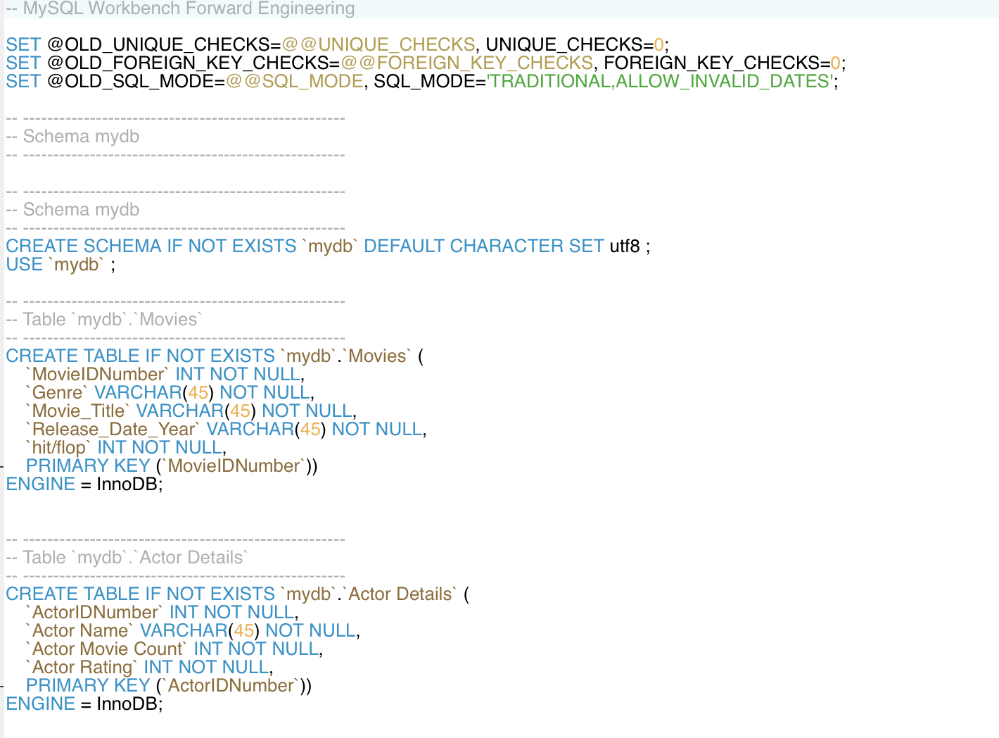 -- MySQL Workbench Forward Engineering
SET @OLD_UNIQUE_CHECKS=@@UNIQUE_CHECKS, UNIQUE_CHECKS=0;
SET @OLD_FOREIGN_KEY_CHECKS=@@FOREIGN_KEY_CHECKS, FOREIGN_KEY_CHECKS=0;
SET @OLD_SQL_MODE=@@SQL_MODE, SQL_MODE='TRADITIONAL,ALLOW_INVALID_DATES';
-- -----------------------------------------------------
-- Schema mydb
-- -----------------------------------------------------
-- -----------------------------------------------------
-- Schema mydb
-- -----------------------------------------------------
CREATE SCHEMA IF NOT EXISTS `mydb` DEFAULT CHARACTER SET utf8 ;
USE `mydb` ;
-- -----------------------------------------------------
-- Table `mydb`.`Movies`
-- -----------------------------------------------------
CREATE TABLE IF NOT EXISTS `mydb`.`Movies` (
`MovieIDNumber` INT NOT NULL,
`Genre` VARCHAR(45) NOT NULL,
`Movie_Title` VARCHAR(45) NOT NULL,
`Release_Date_Year` VARCHAR(45) NOT NULL,
`hit/flop` INT NOT NULL,
PRIMARY KEY (`MovieIDNumber`))
ENGINE = InnoDB;
-- -----------------------------------------------------
-- Table `mydb`.`Actor Details`
-- -----------------------------------------------------
CREATE TABLE IF NOT EXISTS `mydb`.`Actor Details` (
`ActorIDNumber` INT NOT NULL,
`Actor Name` VARCHAR(45) NOT NULL,
`Actor Movie Count` INT NOT NULL,
`Actor Rating` INT NOT NULL,
PRIMARY KEY (`ActorIDNumber`))
ENGINE = InnoDB;